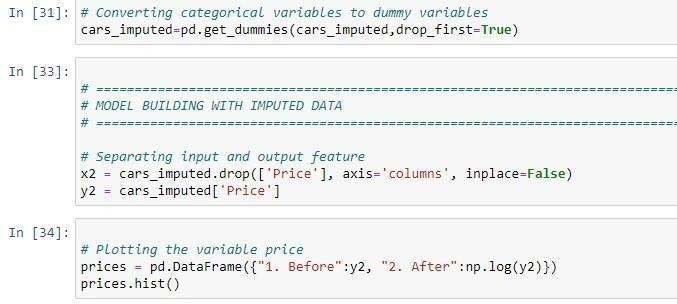 In [31]: # Converting categorical variables to dummy variables
cars_imputed=pd.get_dummies(cars_imputed,drop_first=True)
In [33]:
# =============================================================================
# MODEL BUILDING WITH IMPUTED DATA
# =============================================================================
# Separating input and output feature
x2 = cars_imputed.drop(['Price'], axis='columns', inplace=False)
y2 = cars_imputed['Price']
In [34]:
# Plotting the variable price
prices = pd.DataFrame({"1. Before":y2, "2. After":np.log(y2)})
prices.hist()